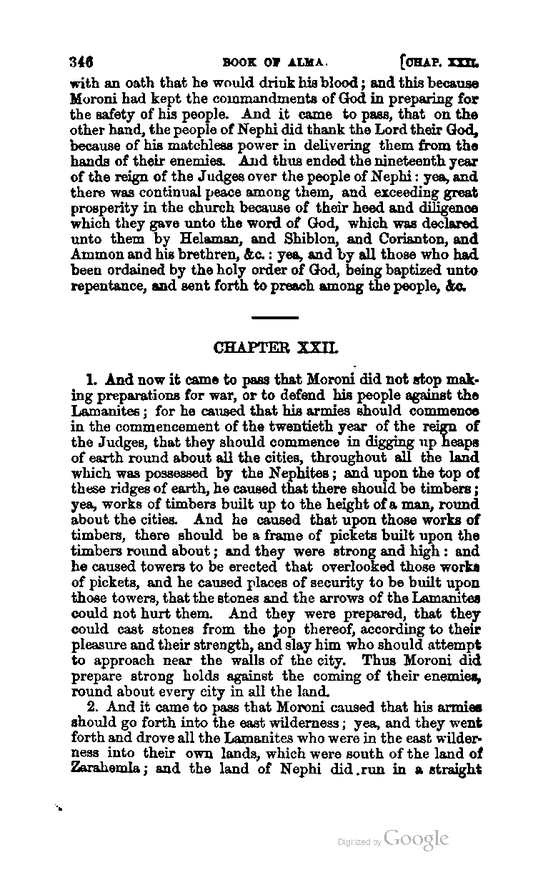 346 BOOK OF ALMA. [CHAP. XXII.
with an oath that he would drink his blood; and this because
Moroni had kept the commandments of God in preparing for
the safety of his people. And it came to pass, that on the
other hand, the people of Nephi did thank the Lord their God,
because of his matchless power in delivering them from the
hands of their enemies. And thus ended the nineteenth year
of the reign of the Judges over the people of Nephi: yea, and
there was continual peace among them, and exceeding great
prosperity in the church because of their heed and diligence
which they gave unto the word of God, which was declared
unto them by Helaman, and Shiblon, and Corianton, and
Ammon and his brethren, &c.: yea, and by all those who had
been ordained by the holy order of God, being baptized unto
repentance, and sent forth to preach among the people, &c.
CHAPTER XXII.
1. And now it came to pass that Moroni did not stop mak-
ing preparations for war, or to defend his people against the
Lamanites; for he caused that his armies should commence
in the commencement of the twentieth year of the reign of
the Judges, that they should commence in digging up heaps
of earth round about all the cities, throughout all the land
which was possessed by the Nephites; and upon the top of
these ridges of earth, he caused that there should be timbers;
yea, works of timbers built up to the height of a man, round
about the cities. And he caused that upon those works of
timbers, there should be a frame of pickets built upon the
timbers round about; and they were strong and high: and
he caused towers to be erected that overlooked those works
of pickets, and he caused places of security to be built upon
those towers, that the stones and the arrows of the Lamanites
could not hurt them. And they were prepared, that they
could cast stones from the top thereof, according to their
pleasure and their strength, and slay him who should attempt
to approach near the walls of the city. Thus Moroni did
prepare strong holds against the coming of their enemies,
round about every city in all the land.
2. And it came to pass that Moroni caused that his armies
should go forth into the east wilderness; yea, and they went
forth and drove all the Lamanites who were in the east wilder-
ness into their own lands, which were south of the land of
Zarahemla; and the land of Nephi did run in a straight
Digitized by Google